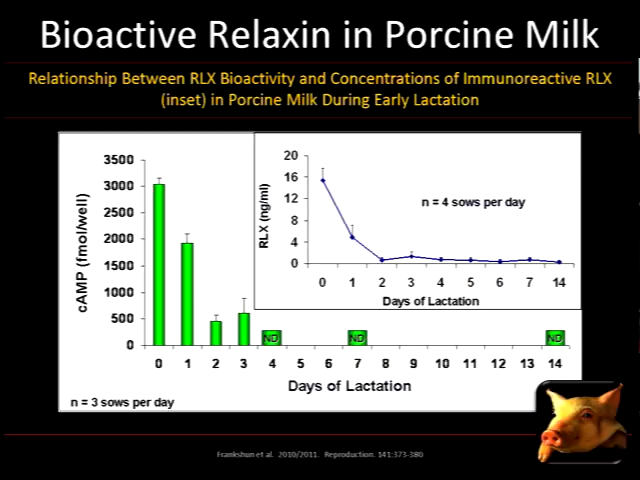 Bioactive Relaxin in Porcine Milk
Relationship Between RLX Bioactivity and Concentrations of Immunoreactive RLX
(inset) in Porcine Milk During Early Lactation
3500
3000
2500
2000
1500
1000
500
0
cAMP (fmol/well)
20
16
12
8
4
0
RLX (ng/ml)
n = 4 sows per day
0 1 2 3 4 5 6 7 14
Days of Lactation
ND ND ND
0 1 2 3 4 5 6 7 8 9 10 11 12 13 14
Days of Lactation
n = 3 sows per day
Frankshun et al. 2010/2011. Reproduction. 141:373-380